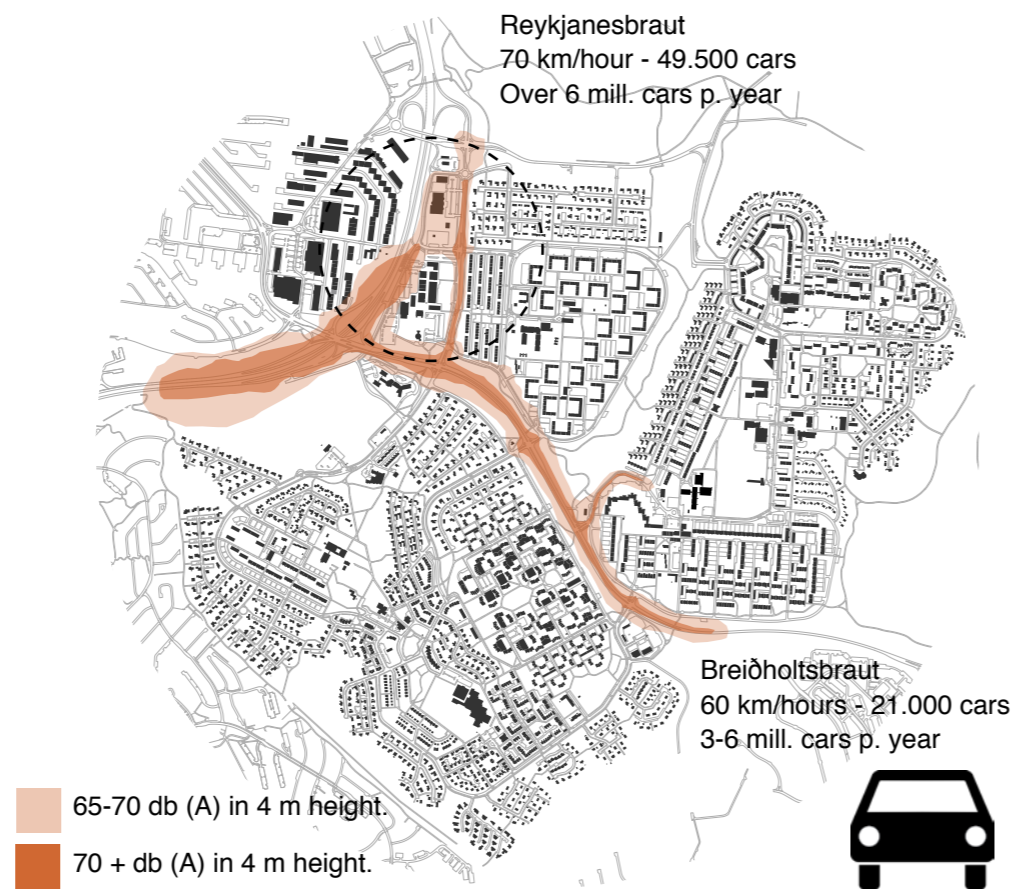 Reykjanesbraut
70 km/hour - 49.500 cars
Over 6 mill. cars p. year
Breiðholtsbraut
60 km/hours - 21.000 cars
3-6 mill. cars p. year
65-70 db (A) in 4 m height.
70 + db (A) in 4 m height.